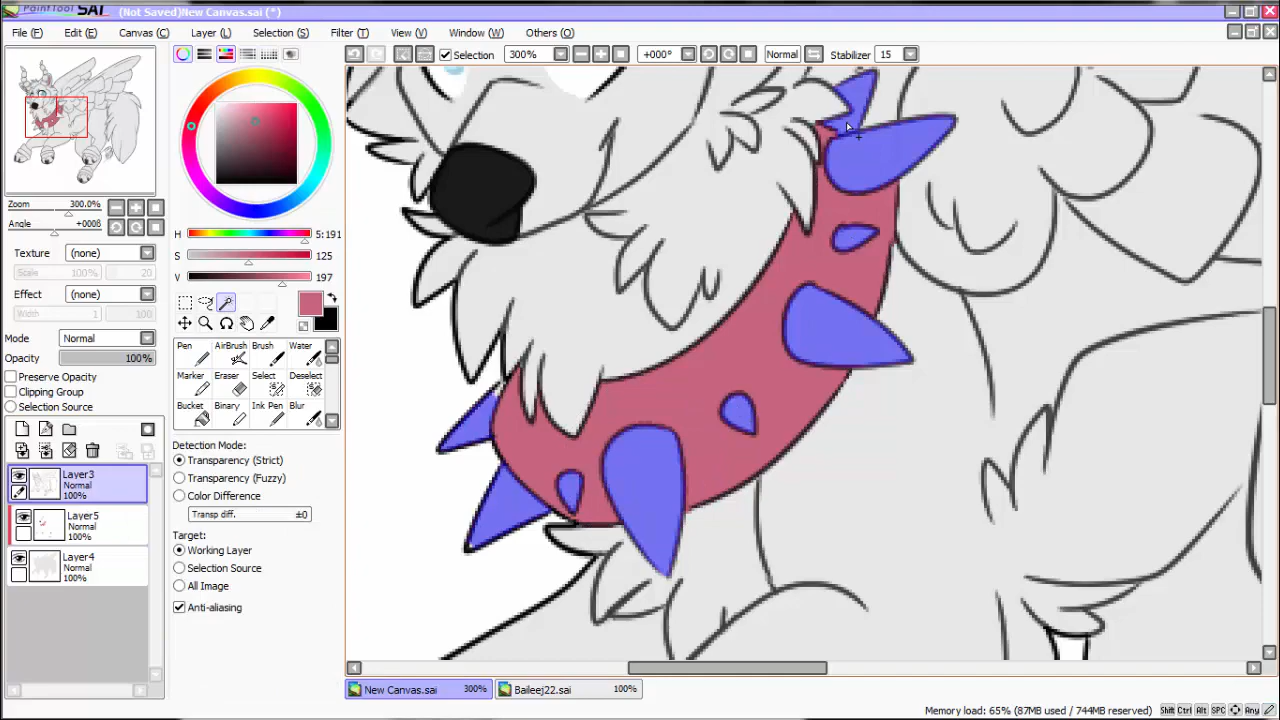 PaintTool SAI (Not Saved)New Canvas.sai (*)
File (F) Edit (E) Canvas (C) Layer (L) Selection (S) Filter (T) View (V) Window (W) Others (O)
Selection 300% +000° Normal Stabilizer 15
Zoom 300.0%
Angle +000θ
Texture (none)
Scale 100% 20
Effect (none)
Width 1 100
Mode Normal
Opacity 100%
Preserve Opacity
Clipping Group
Selection Source
Layer3
Normal
100%
Layer5
Normal
100%
Layer4
Normal
100%
H 5:191
S 125
V 197
Pen AirBrush Brush Water
Marker Eraser Select Deselect
Bucket Binary Ink Pen Blur
Detection Mode:
Transparency (Strict)
Transparency (Fuzzy)
Color Difference
Transp diff. ±0
Target:
Working Layer
Selection Source
All Image
Anti-aliasing
New Canvas.sai 300% Baileej22.sai 100%
Memory load: 65% (87MB used / 744MB reserved) Shift Ctrl Alt SPC Any